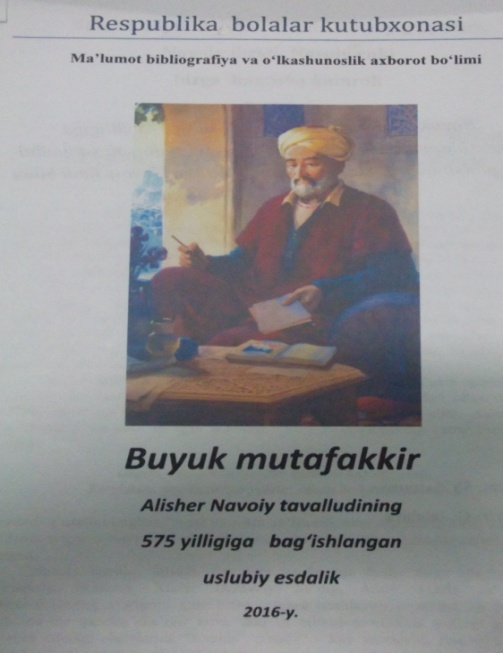 Respublika bolalar kutubxonasi
Ma'lumot bibliografiya va o‘lkashunoslik axborot bo‘limi
Buyuk mutafakkir
Alisher Navoiy tavalludining
575 yilligiga bag‘ishlangan
uslubiy esdalik
2016-y.